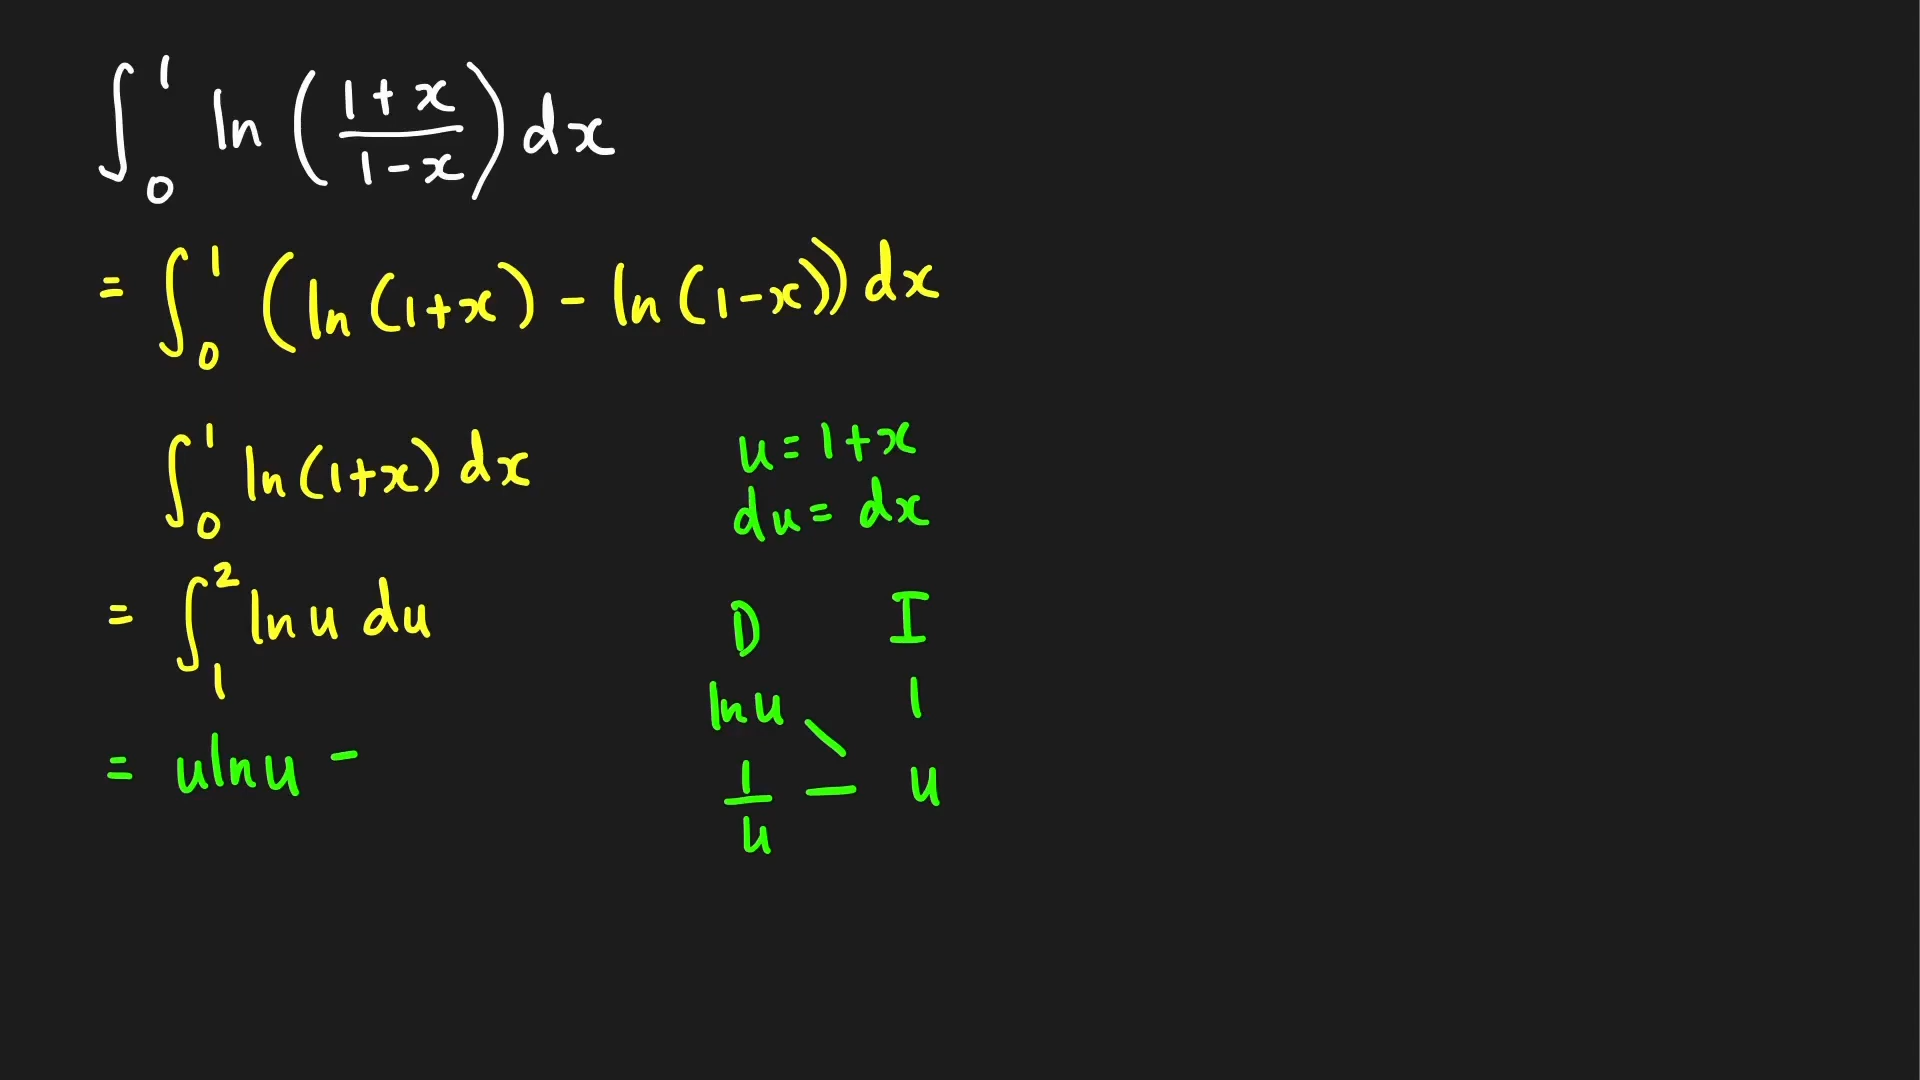 ∫₀¹ ln((1+x)/(1-x)) dx
= ∫₀¹ (ln(1+x) - ln(1-x)) dx
∫₀¹ ln(1+x) dx
= ∫₁² ln u du
= u ln u -
u = 1+x
du = dx
D I
ln u 1
1/u — u